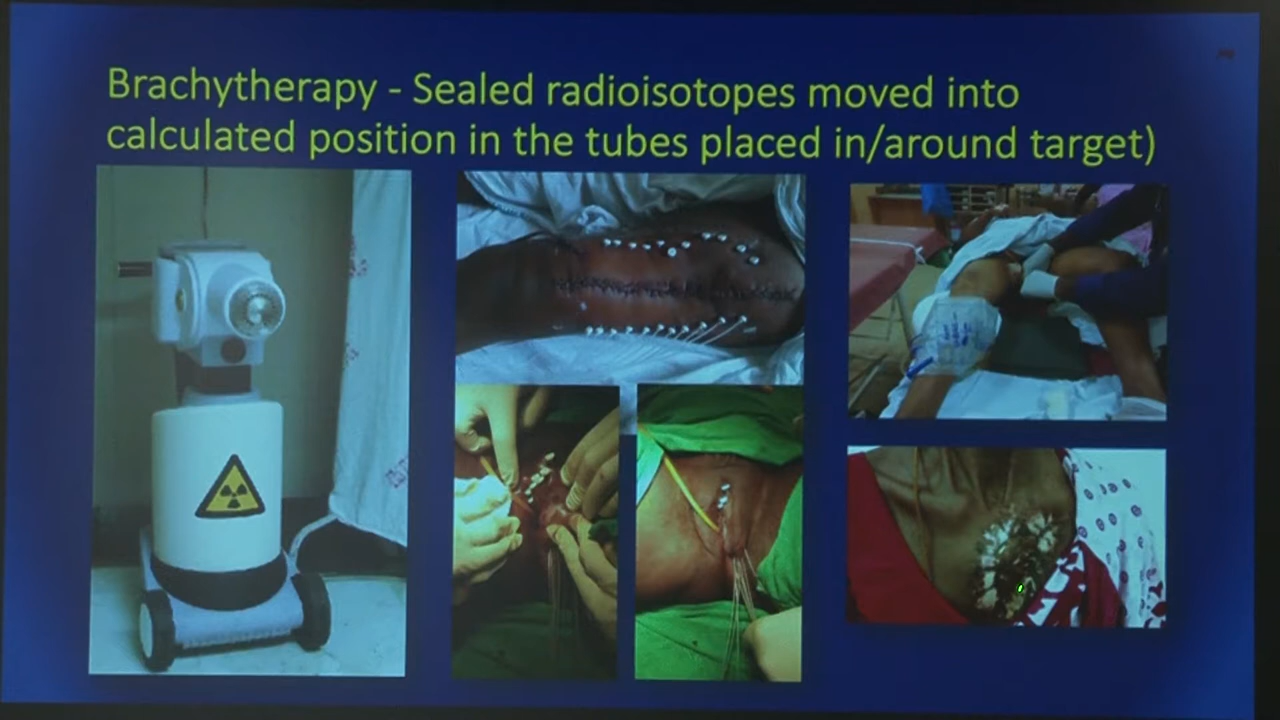 Brachytherapy - Sealed radioisotopes moved into
calculated position in the tubes placed in/around target)